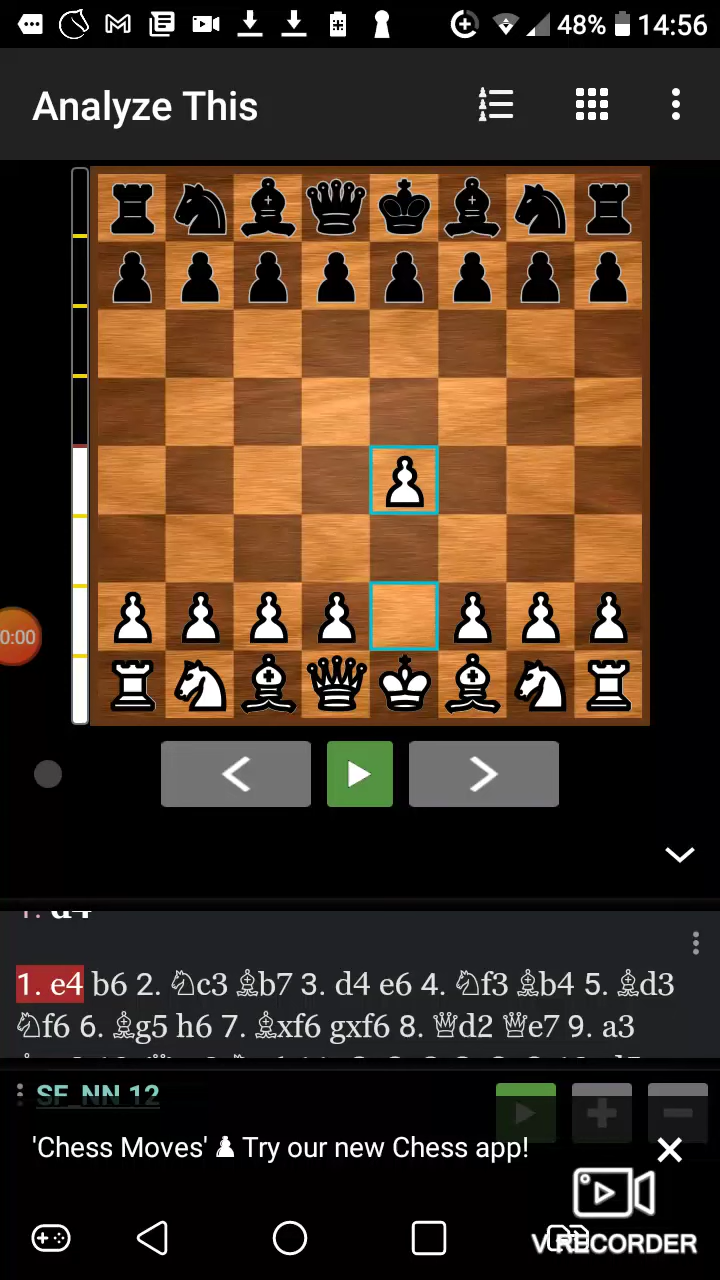 48% 14:56
Analyze This
0:00
1. d4
1. e4 b6 2. ♘c3 ♗b7 3. d4 e6 4. ♘f3 ♗b4 5. ♗d3
♘f6 6. ♗g5 h6 7. ♗xf6 gxf6 8. ♕d2 ♕e7 9. a3
SF_NN 12
'Chess Moves' ♟ Try our new Chess app!
VRECORDER